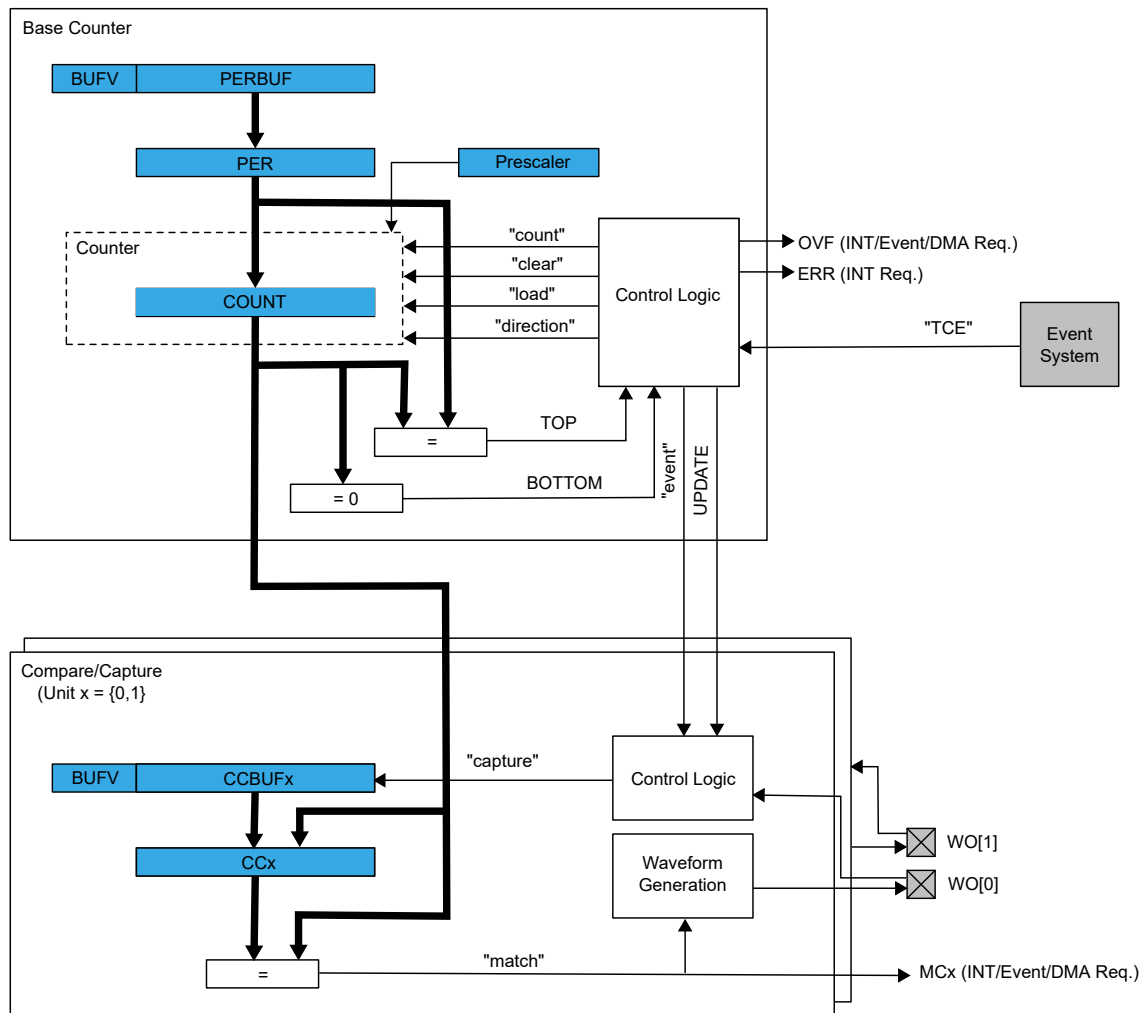 Base Counter
BUFV
PERBUF
PER
Prescaler
Counter
COUNT
"count"
"clear"
"load"
"direction"
Control Logic
OVF (INT/Event/DMA Req.)
ERR (INT Req.)
"TCE"
Event
System
=
TOP
= 0
BOTTOM
"event"
UPDATE
Compare/Capture
(Unit x = {0,1}
BUFV
CCBUFx
"capture"
Control Logic
CCx
Waveform
Generation
WO[1]
WO[0]
=
"match"
MCx (INT/Event/DMA Req.)